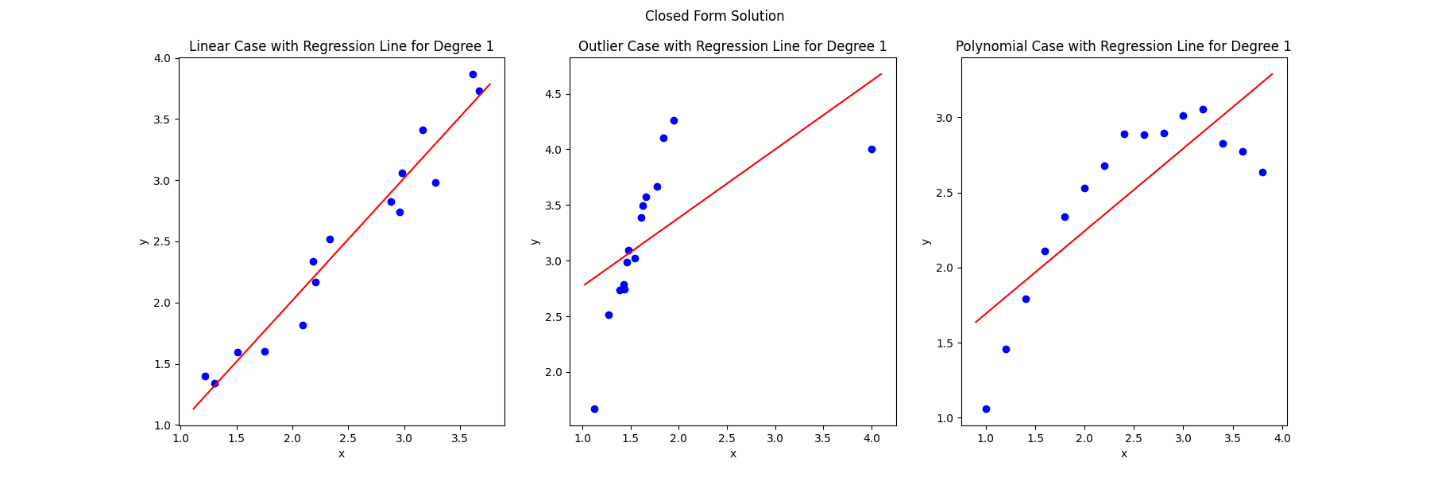 Closed Form Solution
Linear Case with Regression Line for Degree 1
4.0
3.5
3.0
2.5
2.0
1.5
1.0
y
1.0 1.5 2.0 2.5 3.0 3.5
x
Outlier Case with Regression Line for Degree 1
4.5
4.0
3.5
3.0
2.5
2.0
y
1.0 1.5 2.0 2.5 3.0 3.5 4.0
x
Polynomial Case with Regression Line for Degree 1
3.0
2.5
2.0
1.5
1.0
y
1.0 1.5 2.0 2.5 3.0 3.5 4.0
x